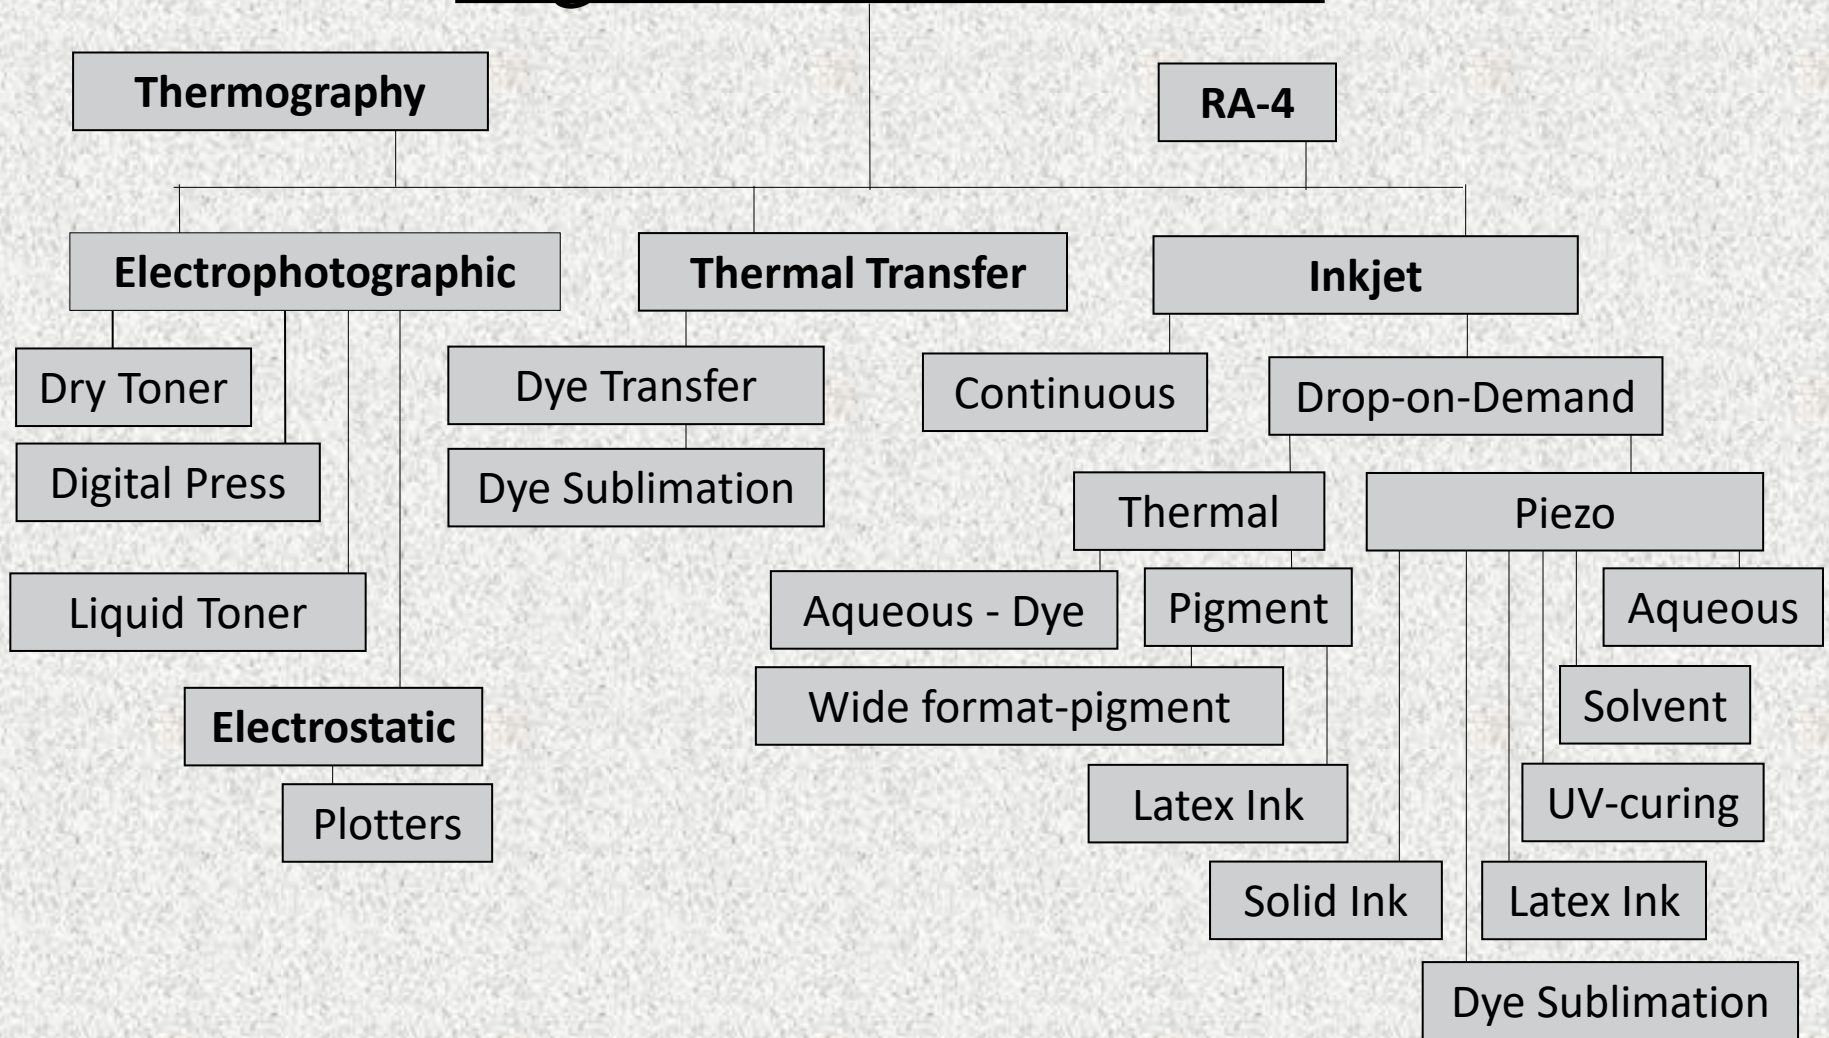 Thermography
RA-4
Electrophotographic
Thermal Transfer
Inkjet
Dry Toner
Dye Transfer
Continuous
Drop-on-Demand
Digital Press
Dye Sublimation
Thermal
Piezo
Liquid Toner
Aqueous - Dye
Pigment
Aqueous
Wide format-pigment
Solvent
Electrostatic
Latex Ink
UV-curing
Plotters
Solid Ink
Latex Ink
Dye Sublimation